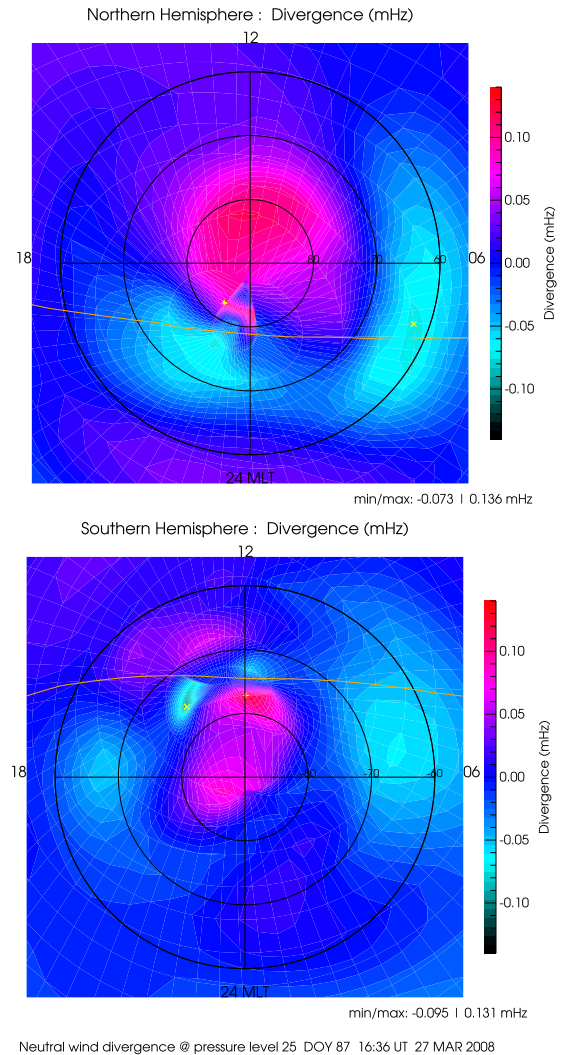 Northern Hemisphere :  Divergence (mHz)
12
0.10
0.05
18
80
60
06
0.00
Divergence (mHz)
-0.05
-0.10
24 MLT
min/max: -0.073 | 0.136 mHz
Southern Hemisphere :  Divergence (mHz)
12
0.10
0.05
18
-80
-70
-60
06
0.00
Divergence (mHz)
-0.05
-0.10
24 MLT
min/max: -0.095 | 0.131 mHz
Neutral wind divergence @ pressure level 25  DOY 87  16:36 UT  27 MAR 2008